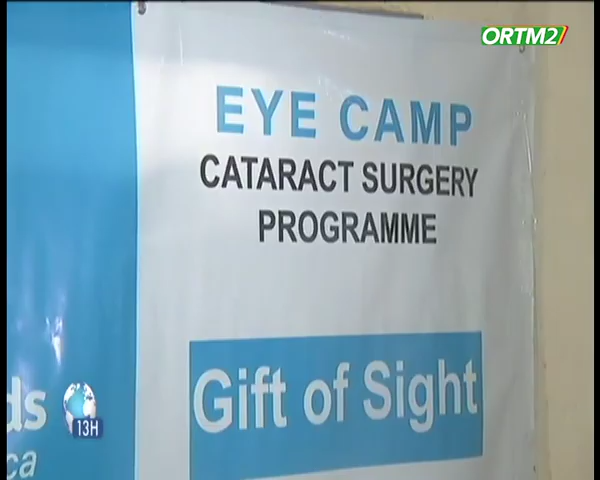 ORTM2
EYE CAMP
CATARACT SURGERY
PROGRAMME
Gift of Sight
ds
ca
13H